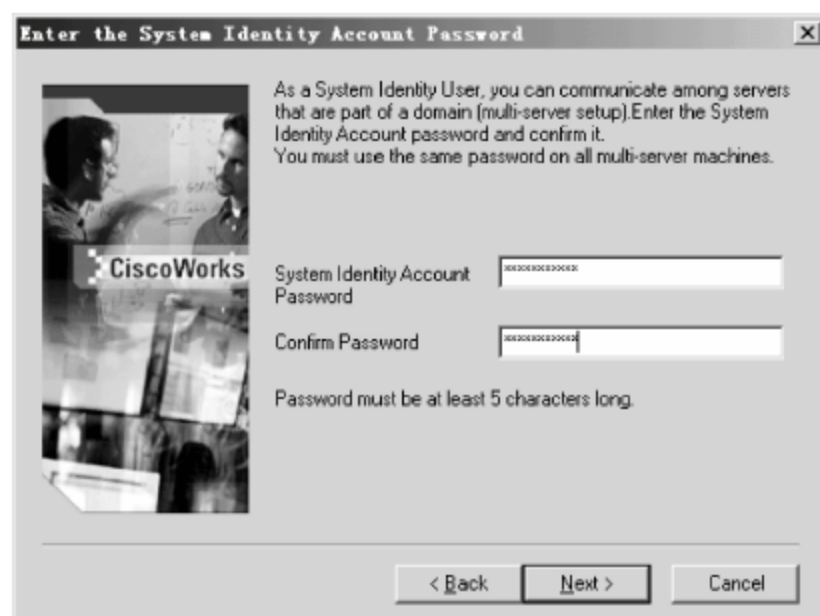 Enter the System Identity Account Password
As a System Identity User, you can communicate among servers
that are part of a domain (multi-server setup).Enter the System
Identity Account password and confirm it.
You must use the same password on all multi-server machines.
CiscoWorks
System Identity Account
Password
Confirm Password
Password must be at least 5 characters long.
< Back
Next >
Cancel